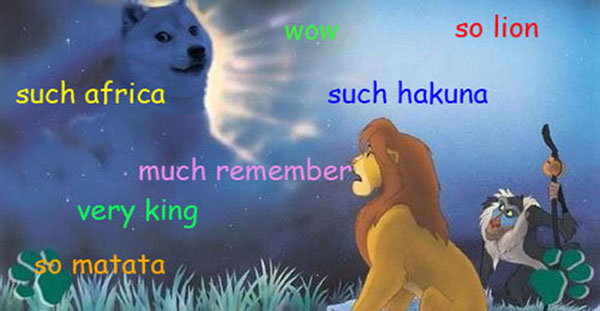 wow
so lion
such africa
such hakuna
much remember
very king
so matata